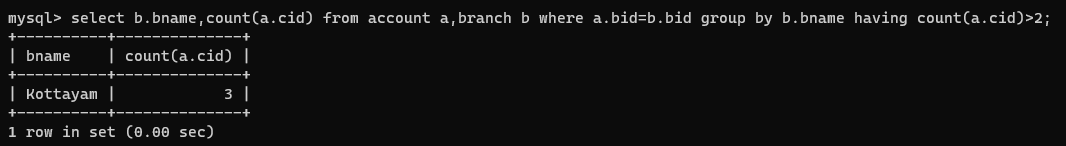 mysql> select b.bname,count(a.cid) from account a,branch b where a.bid=b.bid group by b.bname having count(a.cid)>2;
+----------+--------------+
| bname    | count(a.cid) |
+----------+--------------+
| Kottayam |            3 |
+----------+--------------+
1 row in set (0.00 sec)